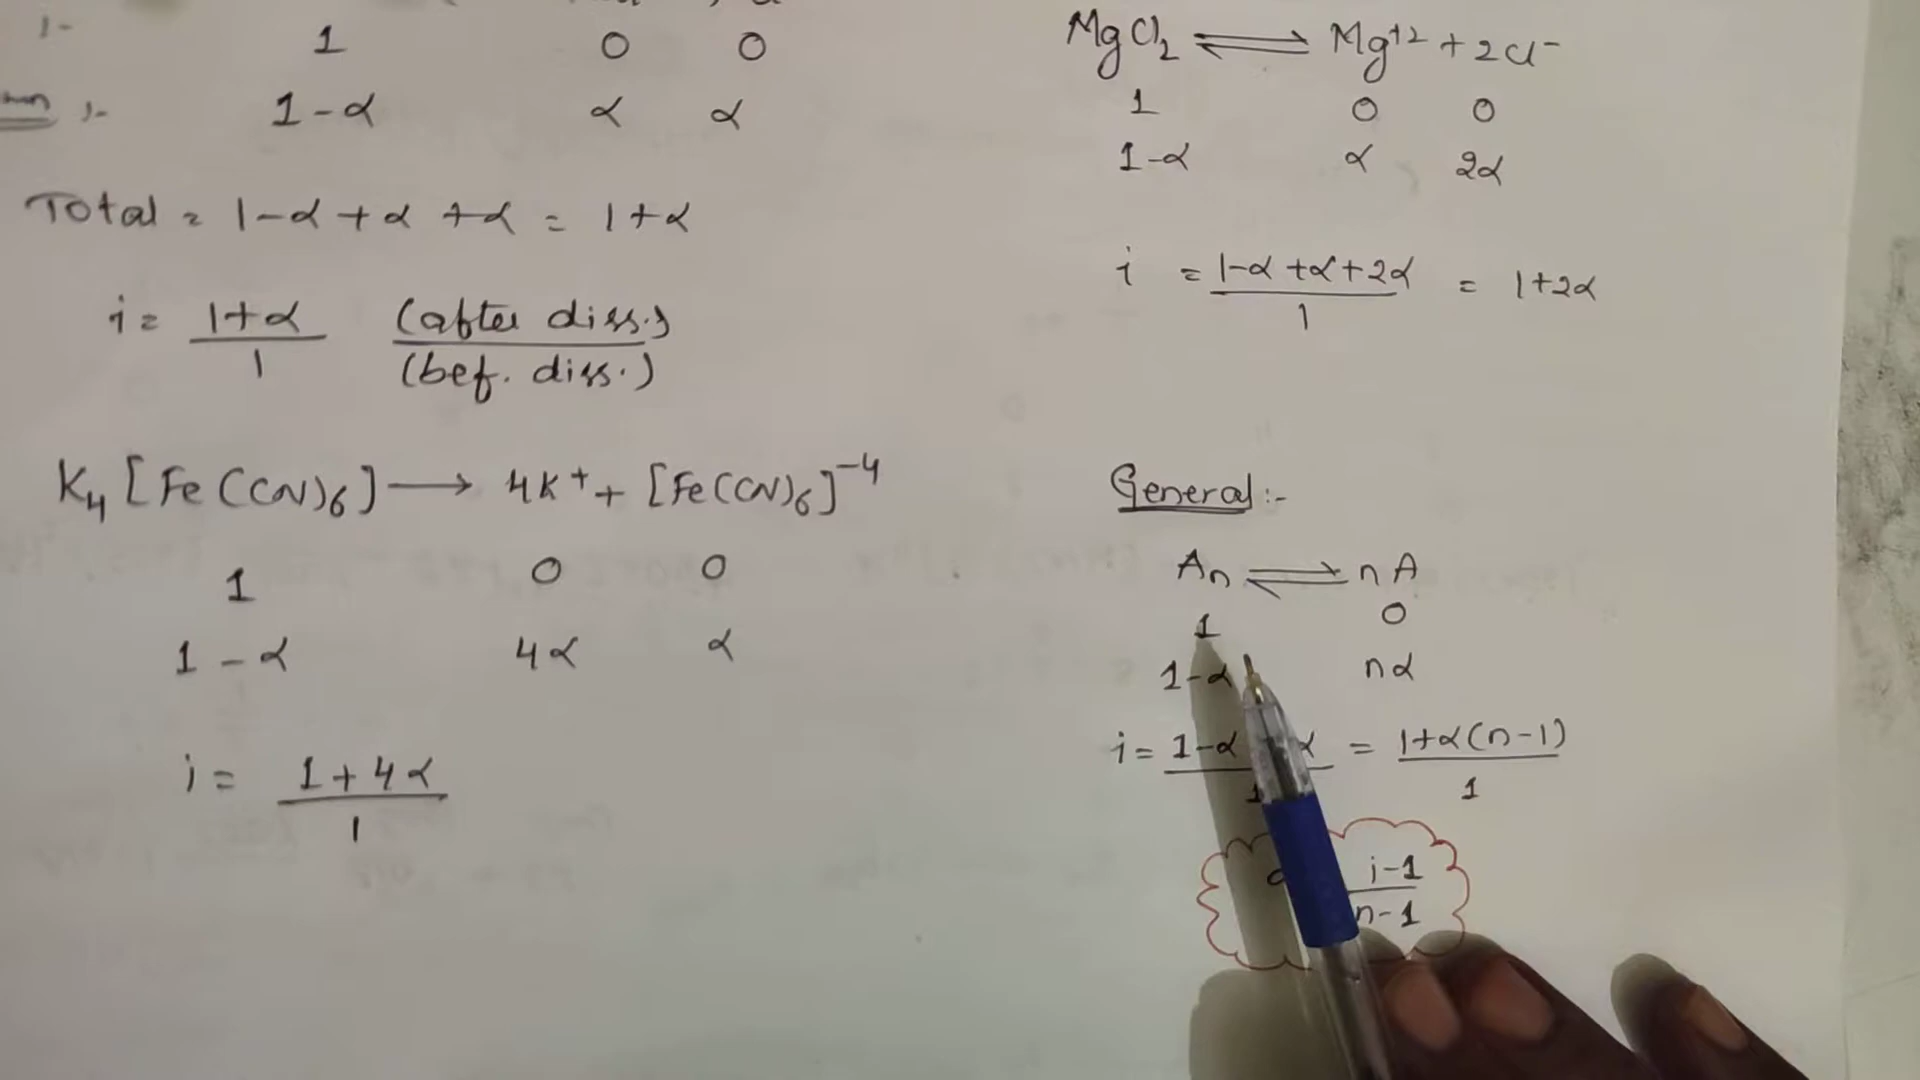 1 0 0
1-α α α
Total = 1-α + α + α = 1+α
i = 1+α / 1 (after diss.) / (bef. diss.)
K₄[Fe(CN)₆] ⟶ 4K⁺ + [Fe(CN)₆]⁻⁴
1 0 0
1-α 4α α
i = 1+4α / 1
MgCl₂ ⇌ Mg⁺² + 2Cl⁻
1 0 0
1-α α 2α
i = 1-α+α+2α / 1 = 1+2α
General :-
Aₙ ⇌ nA
1 0
1-α nα
i = 1-α α / 1 = 1+α(n-1) / 1
i-1 / n-1